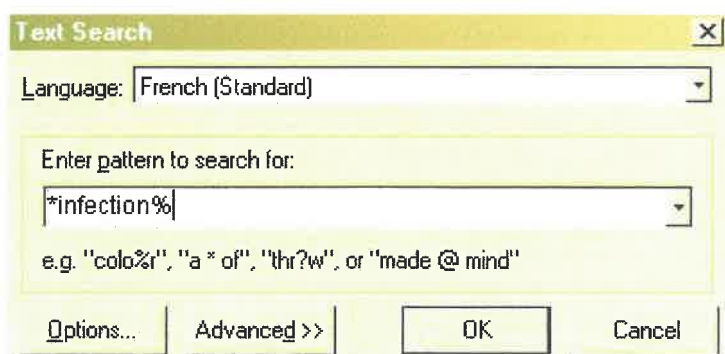 Text Search
Language: French (Standard)
Enter pattern to search for:
*infection%
e.g. "colo%r", "a * of", "thr?w", or "made @ mind"
Options... Advanced >> OK Cancel